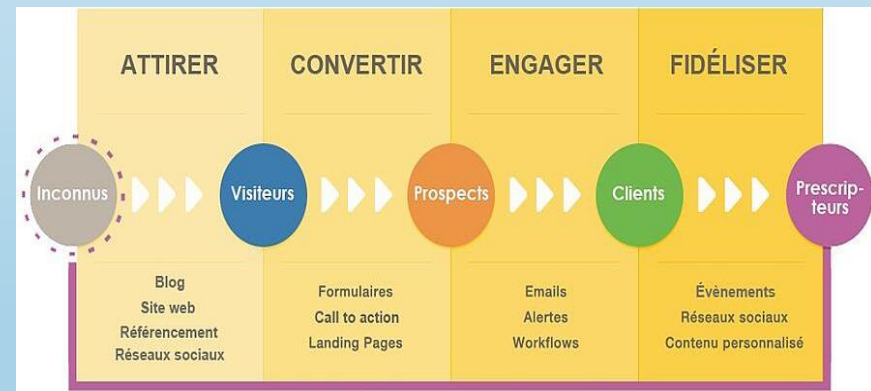 ATTIRER
CONVERTIR
ENGAGER
FIDÉLISER
Inconnus
Visiteurs
Prospects
Clients
Prescrip-
teurs
Blog
Site web
Référencement
Réseaux sociaux
Formulaires
Call to action
Landing Pages
Emails
Alertes
Workflows
Évènements
Réseaux sociaux
Contenu personnalisé